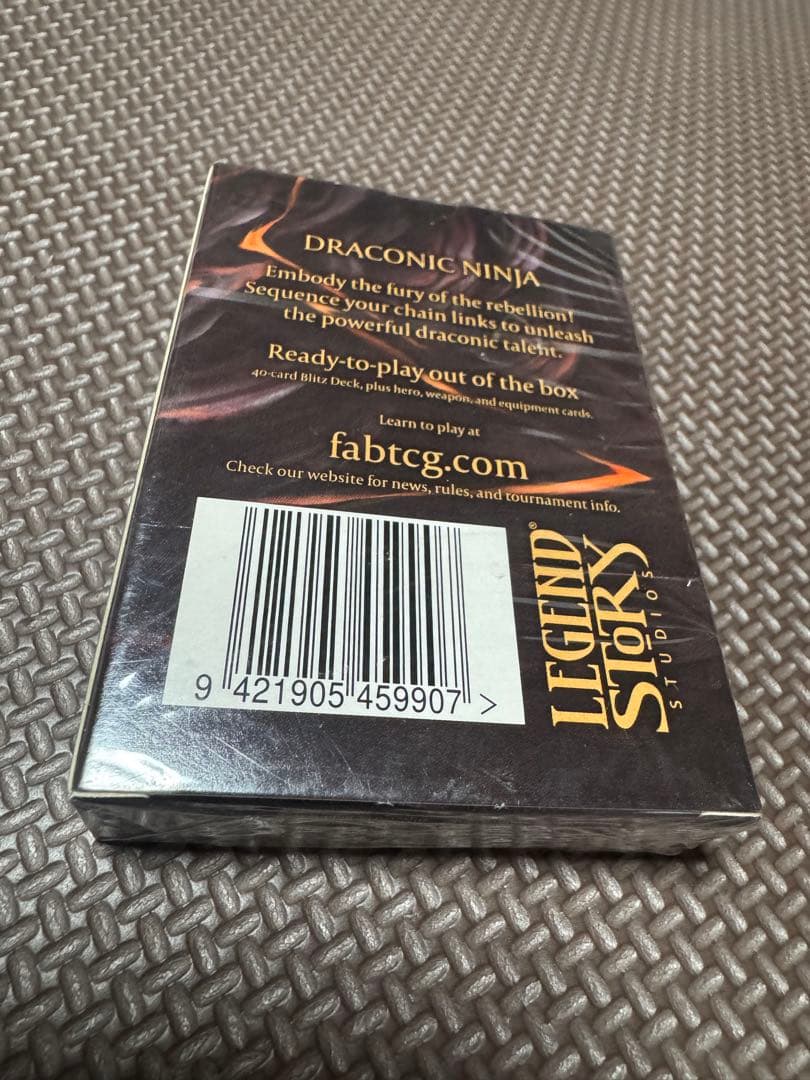 DRACONIC NINJA
Embody the fury of the rebellion!
Sequence your chain links to unleash
the powerful draconic talent.
Ready-to-play out of the box
40-card Blitz Deck, plus hero, weapon, and equipment cards.
Learn to play at
fabtcg.com
Check our website for news, rules, and tournament info.
9 421905 459907 >
LEGEND®
STORY
STUDIOS